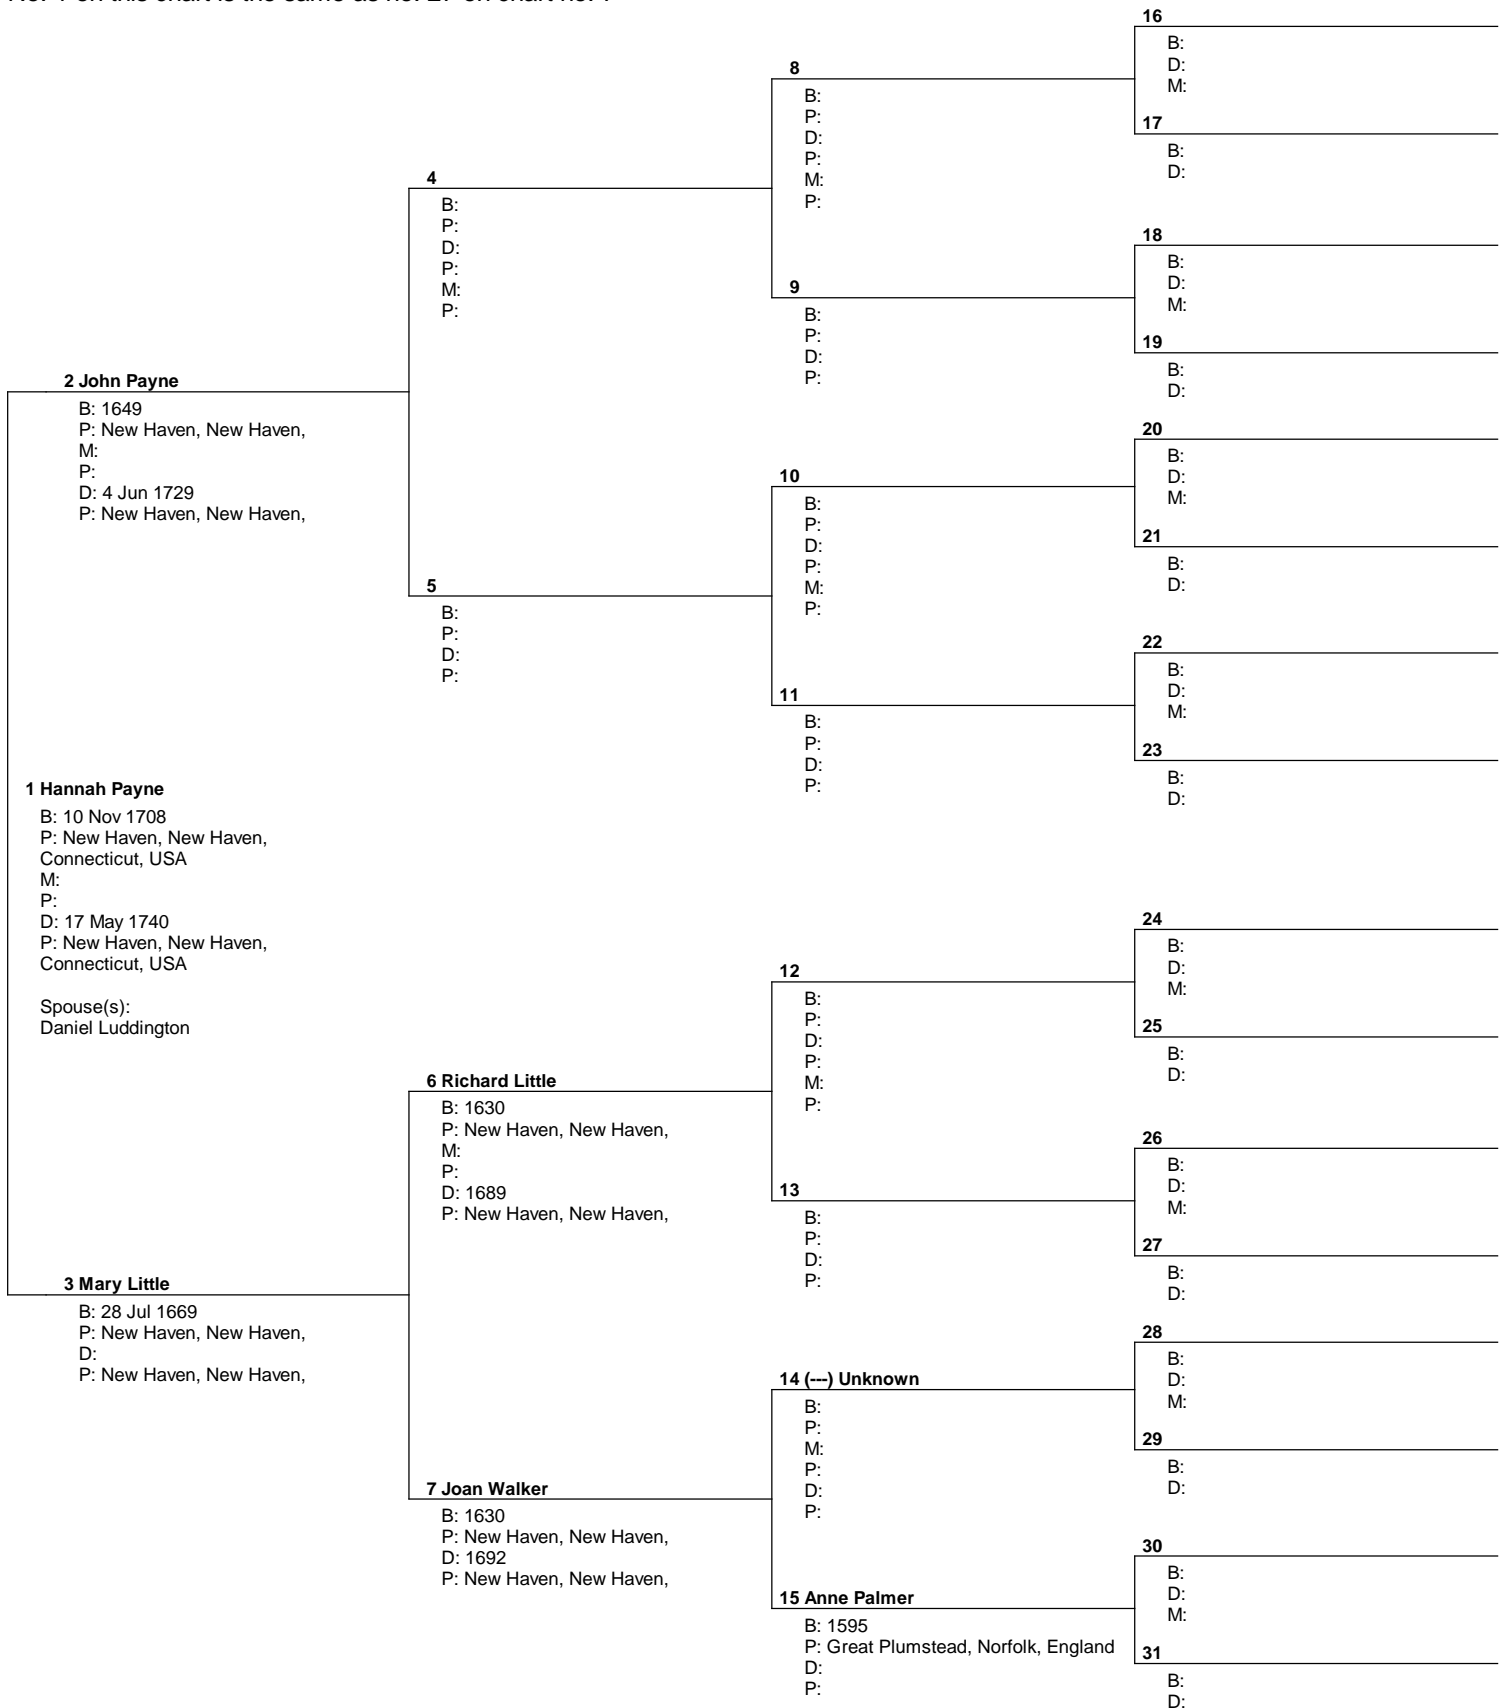 on this chart is the same as no. on chart no.
1 Hannah Payne
B: 10 Nov 1708
P: New Haven, New Haven,
Connecticut, USA
M:
P:
D: 17 May 1740
P: New Haven, New Haven,
Connecticut, USA
Spouse(s):
Daniel Luddington
2 John Payne
B: 1649
P: New Haven, New Haven,
M:
P:
D: 4 Jun 1729
P: New Haven, New Haven,
3 Mary Little
B: 28 Jul 1669
P: New Haven, New Haven,
D:
P: New Haven, New Haven,
4
B:
P:
D:
P:
M:
P:
5
B:
P:
D:
P:
6 Richard Little
B: 1630
P: New Haven, New Haven,
M:
P:
D: 1689
P: New Haven, New Haven,
7 Joan Walker
B: 1630
P: New Haven, New Haven,
D: 1692
P: New Haven, New Haven,
8
B:
P:
D:
P:
M:
P:
9
B:
P:
D:
P:
10
B:
P:
D:
P:
M:
P:
11
B:
P:
D:
P:
12
B:
P:
D:
P:
M:
P:
13
B:
P:
D:
P:
14 (---) Unknown
B:
P:
M:
P:
D:
P:
15 Anne Palmer
B: 1595
P: Great Plumstead, Norfolk, England
D:
P:
16
B:
D:
M:
17
B:
D:
18
B:
D:
M:
19
B:
D:
20
B:
D:
M:
21
B:
D:
22
B:
D:
M:
23
B:
D:
24
B:
D:
M:
25
B:
D:
26
B:
D:
M:
27
B:
D:
28
B:
D:
M:
29
B:
D:
30
B:
D:
M:
31
B:
D: